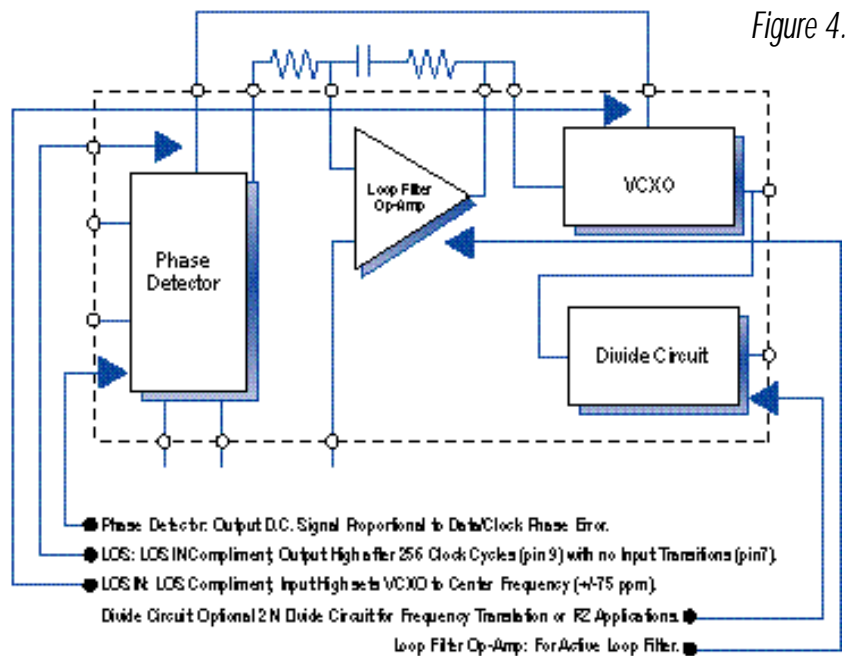 Figure 4.
Loop Filter
Op-Amp
VCXO
Phase
Detector
Divide Circuit
Phase Detector: Output D.C. Signal Proportional to Data/Clock Phase Error.
LOS: LOS IN Compliment, Output High after 256 Clock Cycles (pin 9) with no Input Transitions (pin7).
LOS IN: LOS Compliment, Input High sets VCXO to Center Frequency (+/-75 ppm).
Divide Circuit Optional 2 N Divide Circuit for Frequency Translation or RZ Applications.
Loop Filter Op-Amp: For Active Loop Filter.